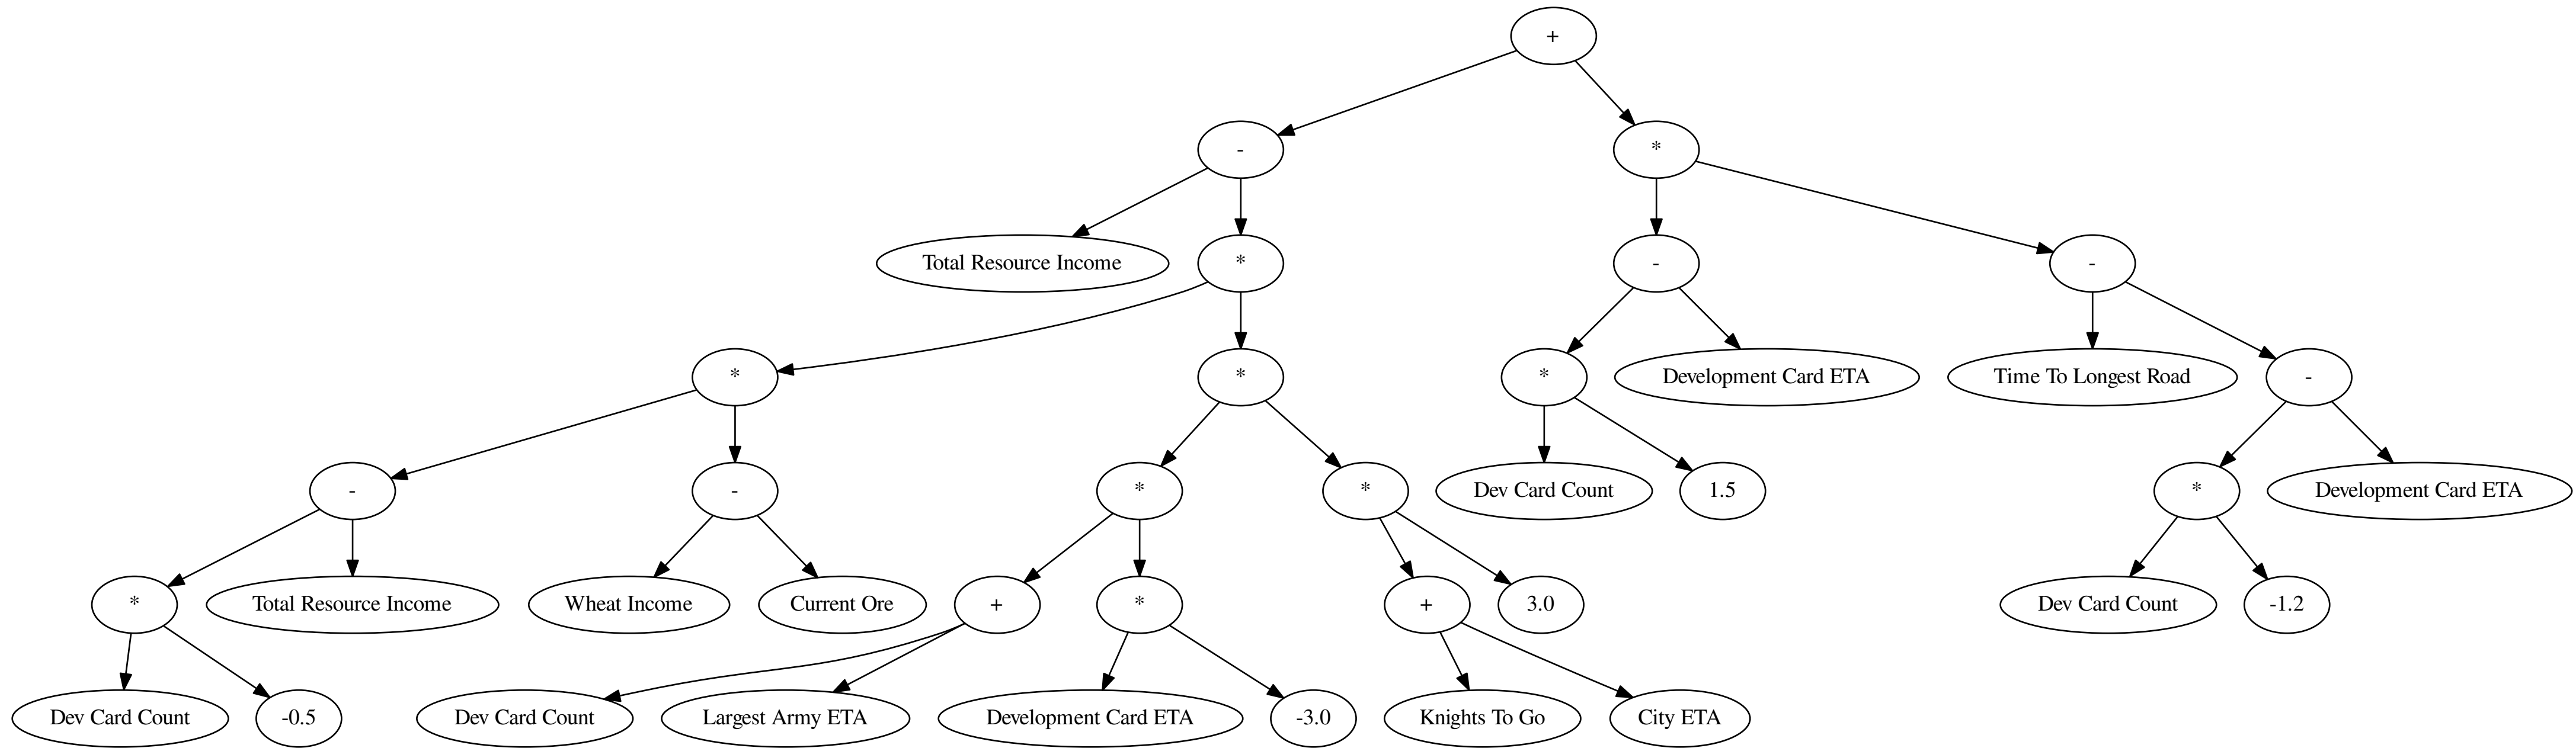 +
-
*
Total Resource Income
*
-
-
*
*
*
Development Card ETA
Time To Longest Road
-
-
-
*
*
Dev Card Count
1.5
*
Development Card ETA
*
Total Resource Income
Wheat Income
Current Ore
+
*
+
3.0
Dev Card Count
-1.2
Dev Card Count
-0.5
Dev Card Count
Largest Army ETA
Development Card ETA
-3.0
Knights To Go
City ETA